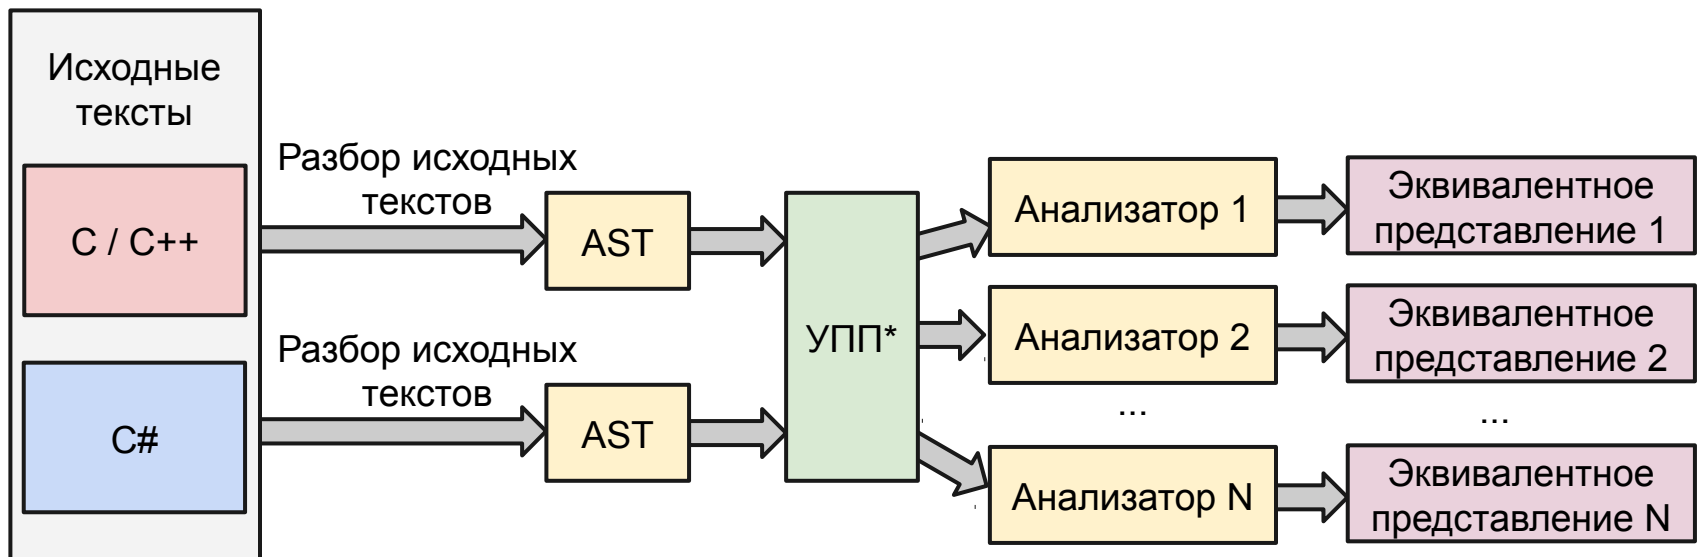 Исходные
тексты
C / C++
C#
Разбор исходных
текстов
Разбор исходных
текстов
AST
AST
УПП*
Анализатор 1
Анализатор 2
...
Анализатор N
Эквивалентное
представление 1
Эквивалентное
представление 2
...
Эквивалентное
представление N